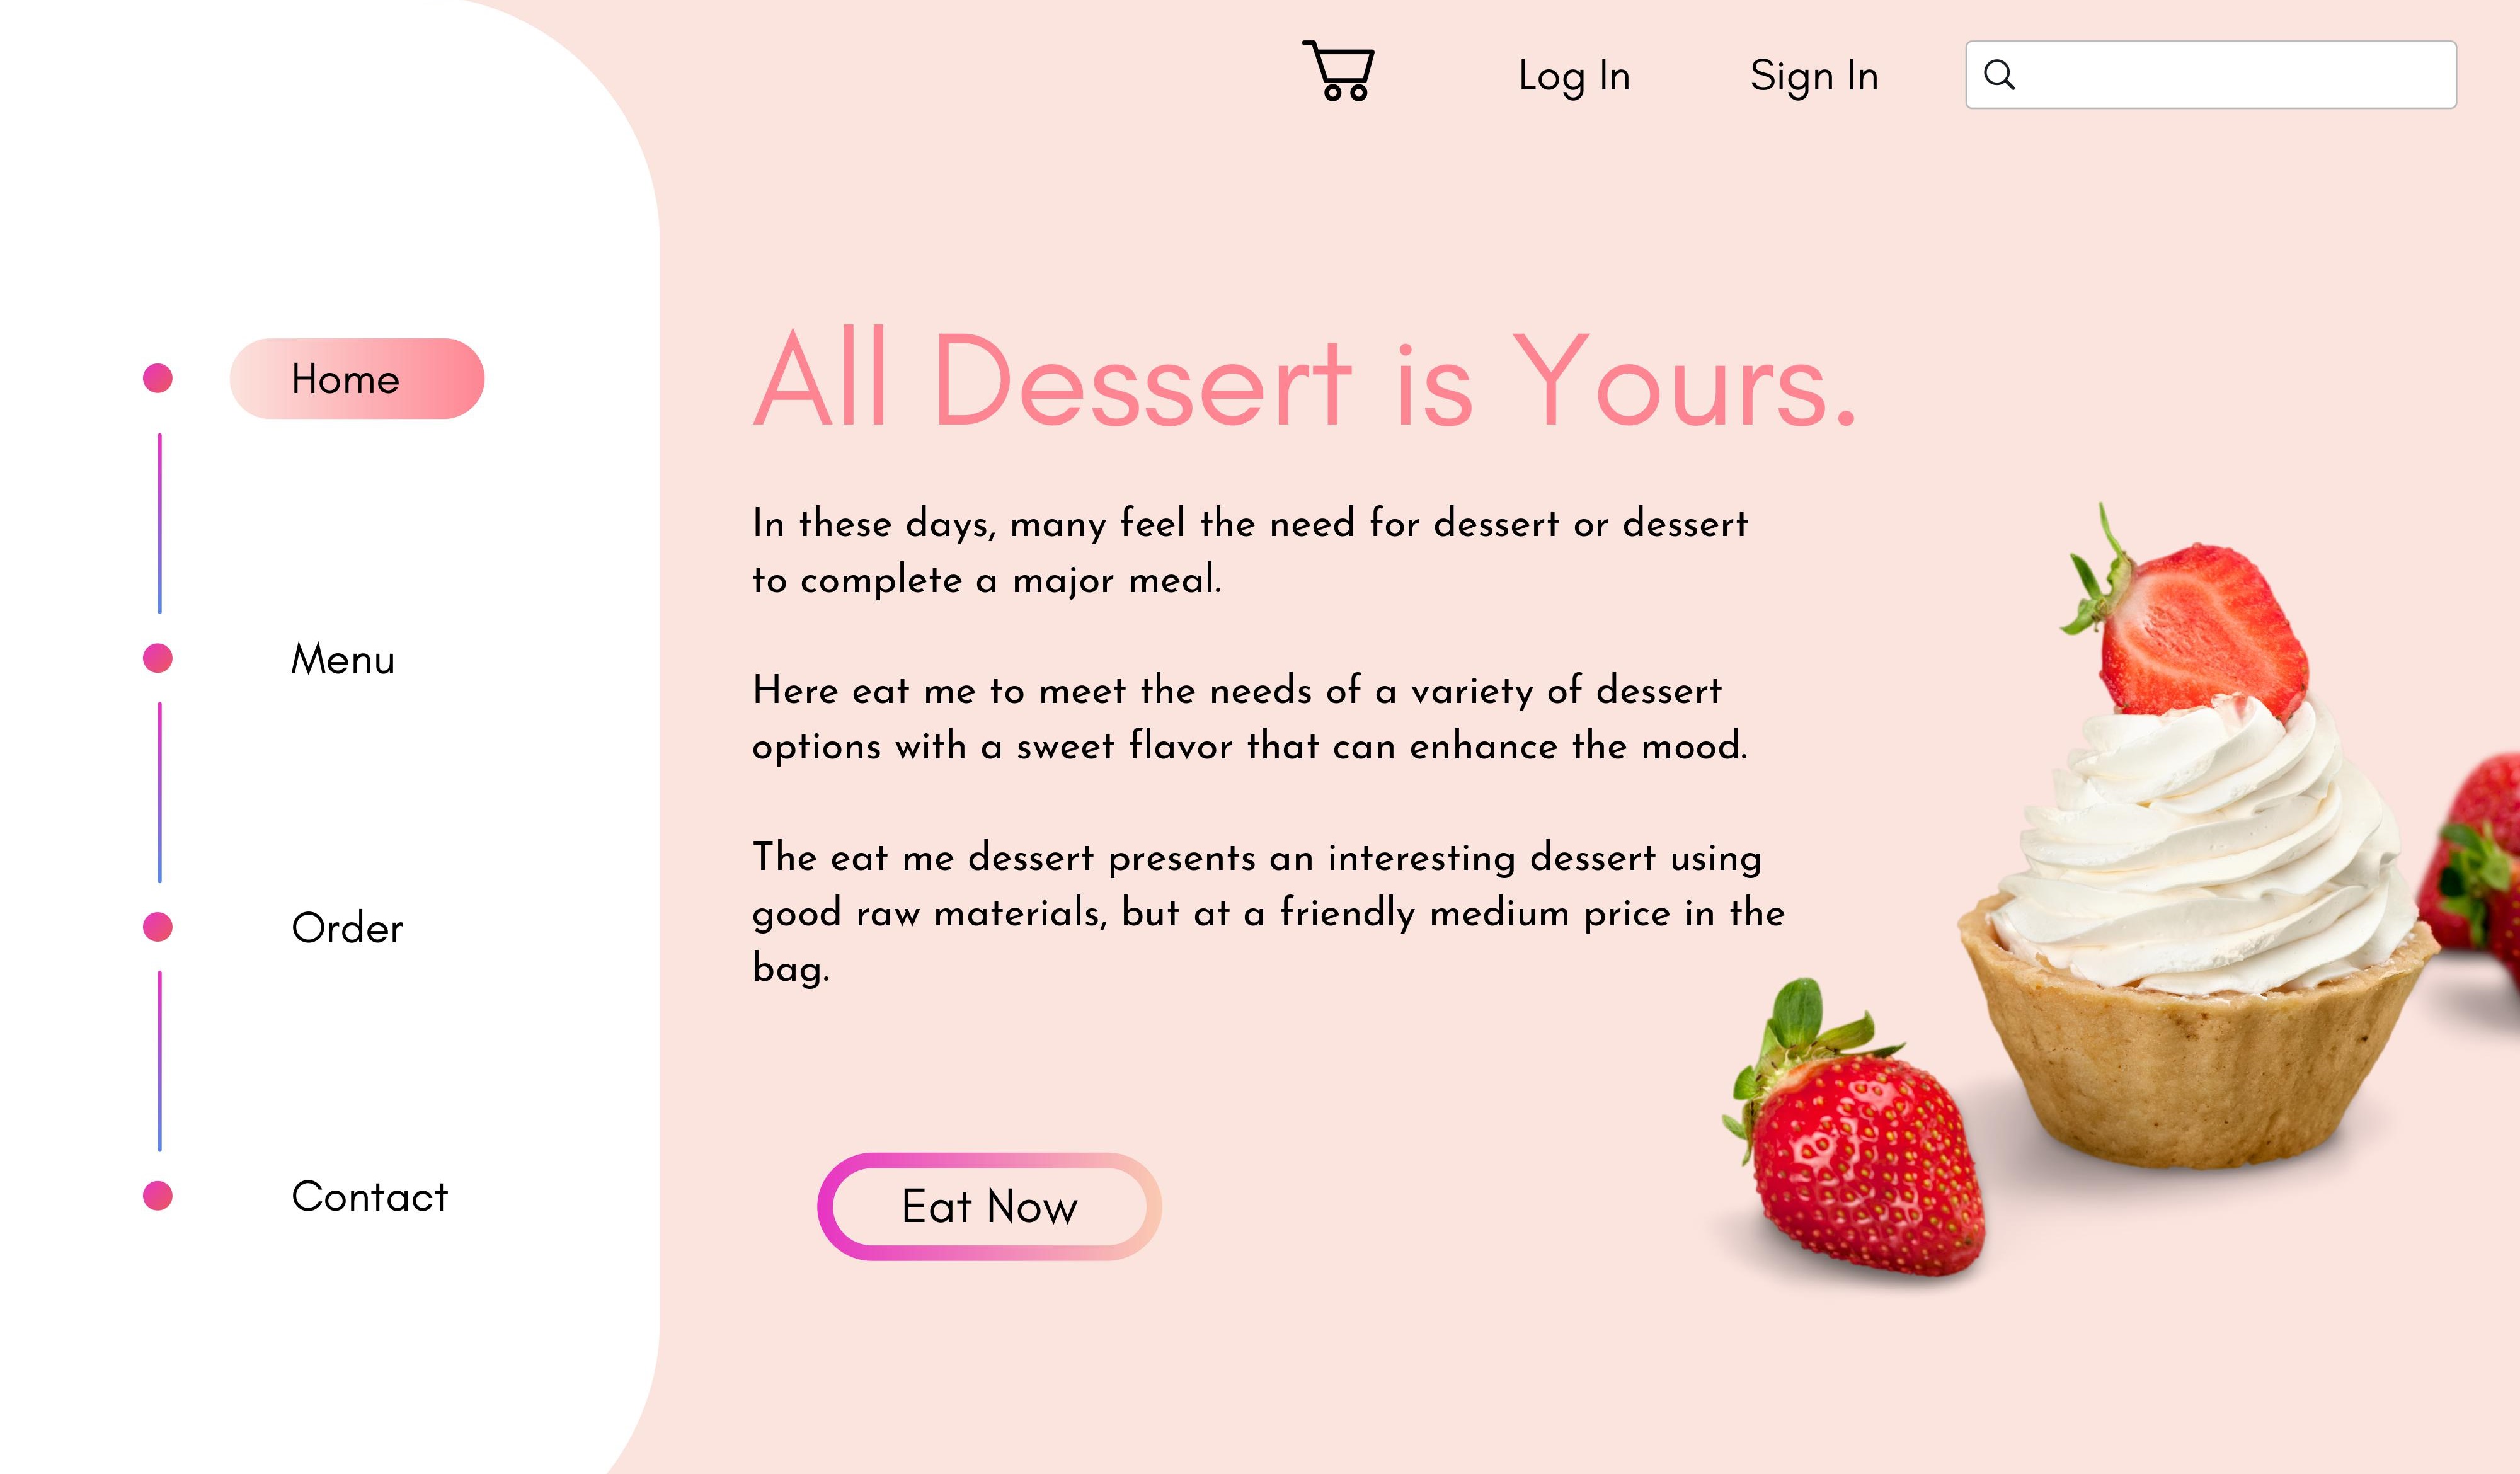 Log In
Sign In
Home
Menu
Order
Contact
All Dessert is Yours.
In these days, many feel the need for dessert or dessert
to complete a major meal.
Here eat me to meet the needs of a variety of dessert
options with a sweet flavor that can enhance the mood.
The eat me dessert presents an interesting dessert using
good raw materials, but at a friendly medium price in the
bag.
Eat Now